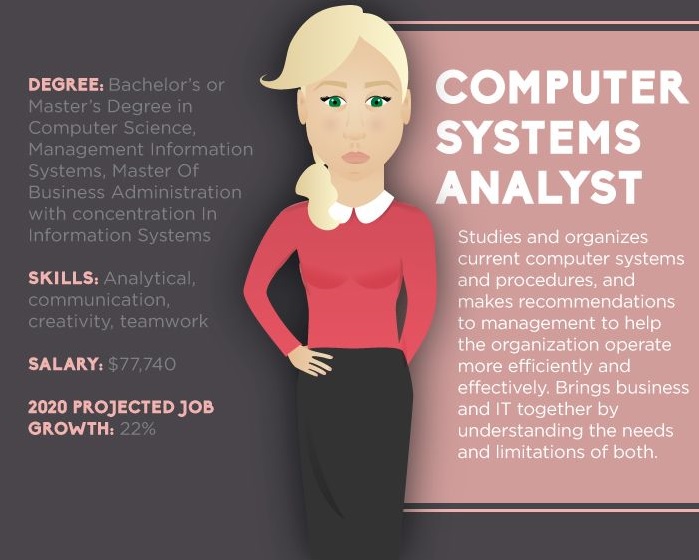 DEGREE: Bachelor's or
Master's Degree in
Computer Science,
Management Information
Systems, Master Of
Business Administration
with concentration In
Information Systems
SKILLS: Analytical,
communication,
creativity, teamwork
SALARY: $77,740
2020 PROJECTED JOB
GROWTH: 22%
COMPUTER
SYSTEMS
ANALYST
Studies and organizes
current computer systems
and procedures, and
makes recommendations
to management to help
the organization operate
more efficiently and
effectively. Brings business
and IT together by
understanding the needs
and limitations of both.